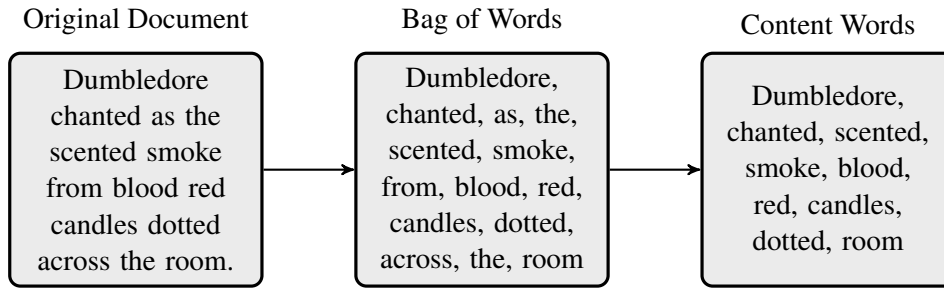 Original Document
Dumbledore
chanted as the
scented smoke
from blood red
candles dotted
across the room.
Bag of Words
Dumbledore,
chanted, as, the,
scented, smoke,
from, blood, red,
candles, dotted,
across, the, room
Content Words
Dumbledore,
chanted, scented,
smoke, blood,
red, candles,
dotted, room